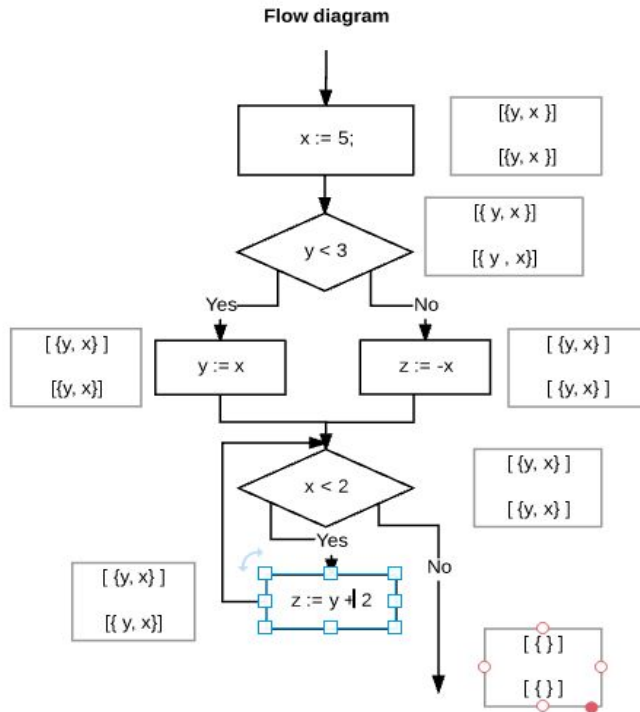 Flow diagram
x := 5;
[{y, x }]
[{y, x }]
y < 3
[{ y, x }]
[{ y , x}]
Yes
No
[ {y, x} ]
[{y, x}]
y := x
z := -x
[ {y, x} ]
[ {y, x} ]
x < 2
[ {y, x} ]
[ {y, x} ]
Yes
No
[ {y, x} ]
[{ y, x}]
z := y + 2
[ { } ]
[ { } ]